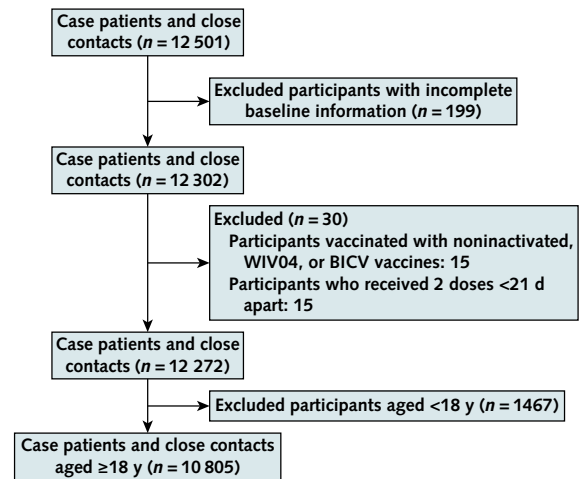 Case patients and close
contacts (n = 12 501)
Excluded participants with incomplete
baseline information (n = 199)
Case patients and close
contacts (n = 12 302)
Excluded (n = 30)
Participants vaccinated with noninactivated,
WIV04, or BICV vaccines: 15
Participants who received 2 doses <21 d
apart: 15
Case patients and close
contacts (n = 12 272)
Excluded participants aged <18 y (n = 1467)
Case patients and close contacts
aged ≥18 y (n = 10 805)